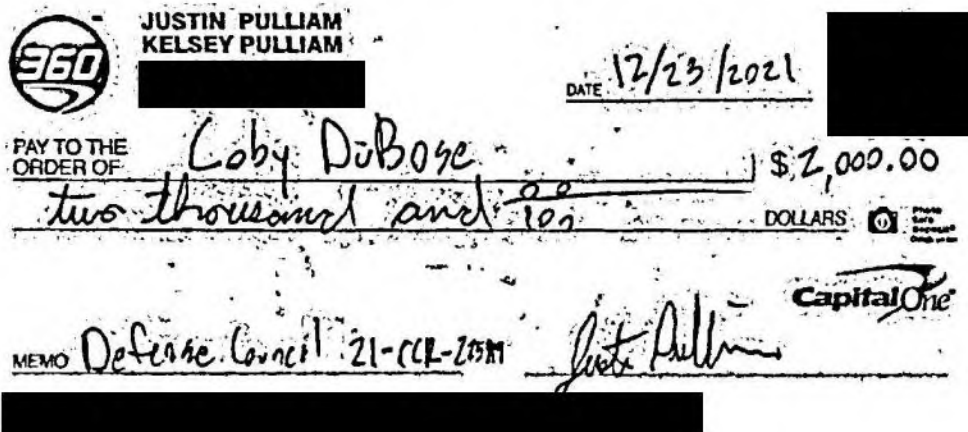 360
JUSTIN PULLIAM
KELSEY PULLIAM
DATE 12/23/2021
PAY TO THE
ORDER OF Coby DuBose $ 2,000.00
two thousand and 00/100 DOLLARS
Capital One
MEMO Defense Council 21-CCR-